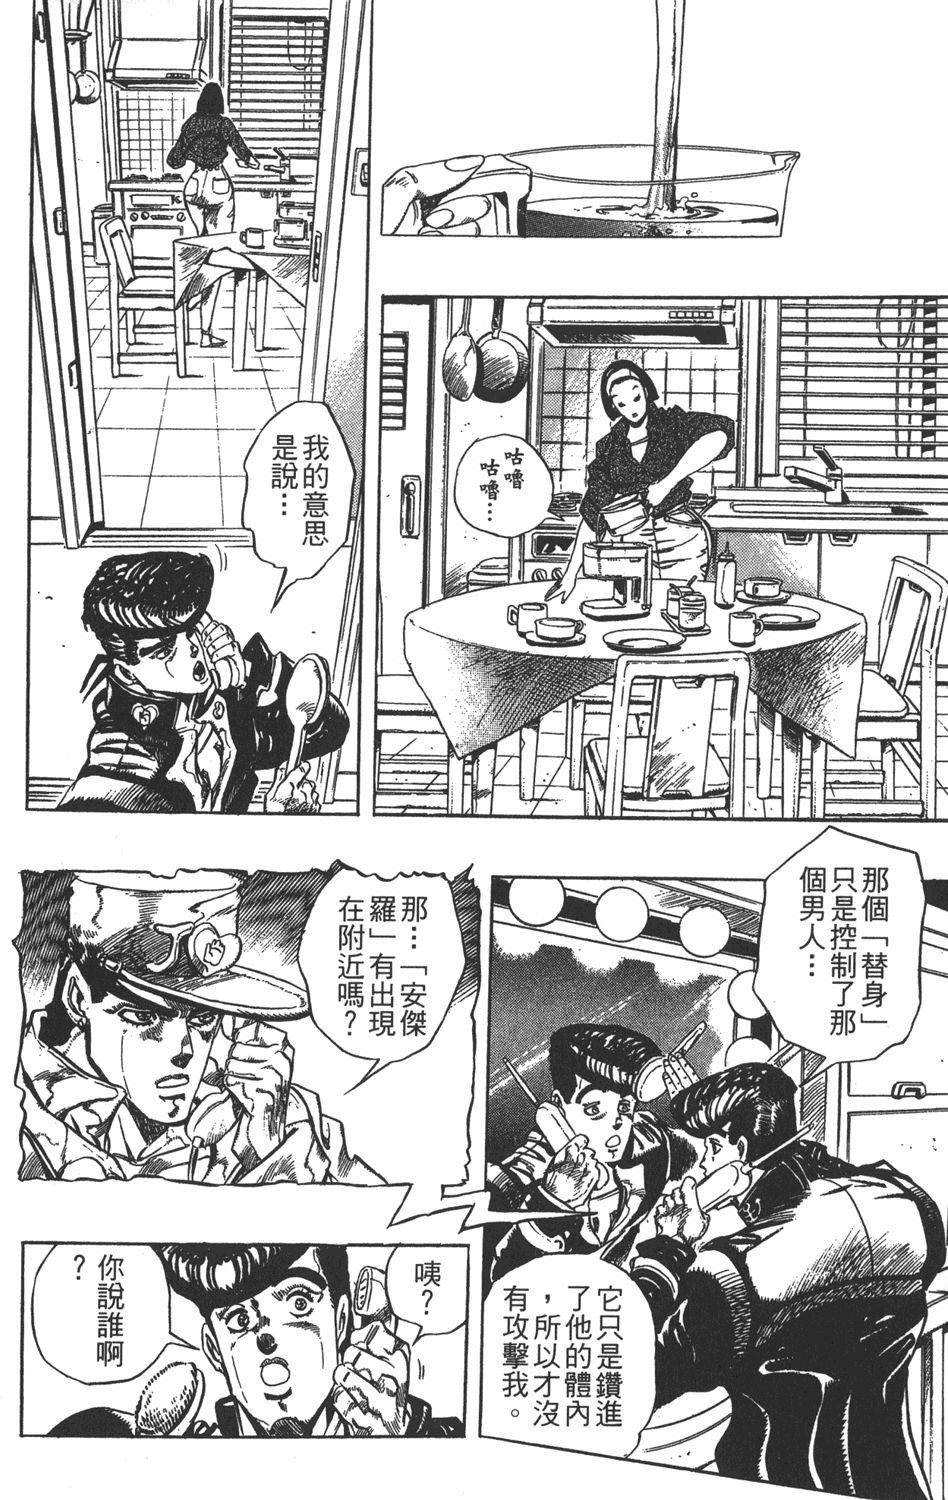 咕嚕
咕嚕…
我的意思
是說…
那個「替身」
只是控制了那
個男人…
它只是鑽進
了他的體內
，所以才沒
有攻擊我。
那…「安傑
羅」有出現
在附近嗎？
咦？
你說誰啊
？